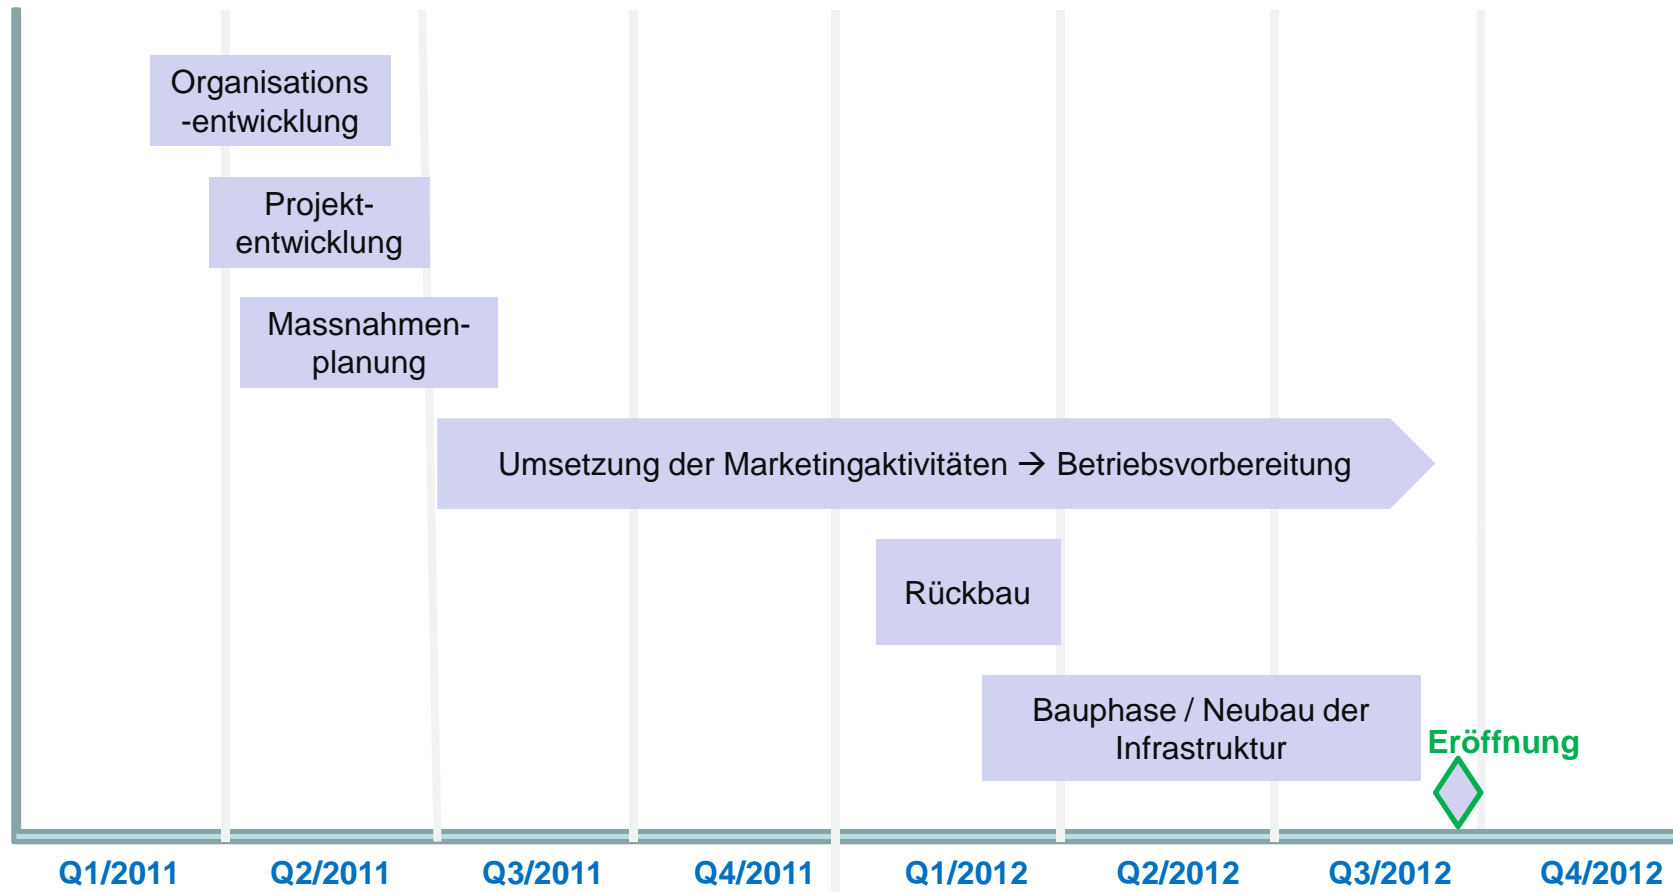 Organisations
-entwicklung
Projekt-
entwicklung
Massnahmen-
planung
Umsetzung der Marketingaktivitäten → Betriebsvorbereitung
Rückbau
Bauphase / Neubau der
Infrastruktur
Eröffnung
Q1/2011 Q2/2011 Q3/2011 Q4/2011 Q1/2012 Q2/2012 Q3/2012 Q4/2012